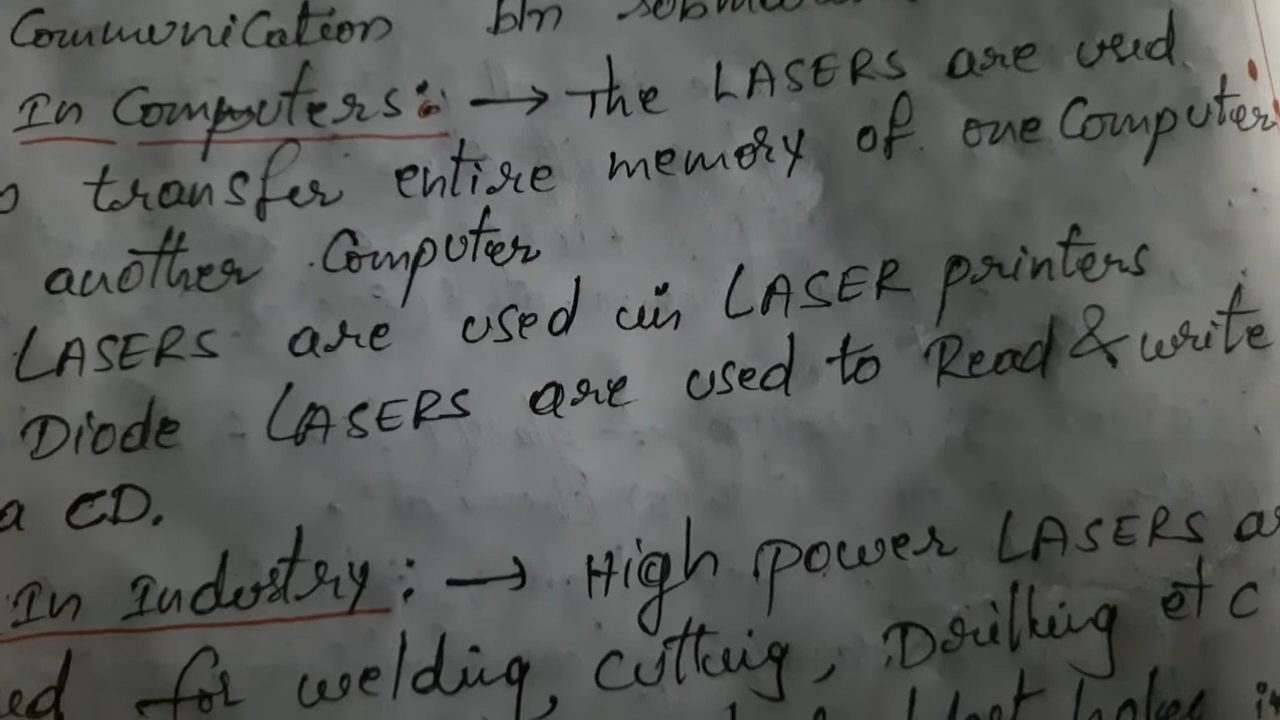 Communication b/n
In Computers: → The LASERS are used
transfer entire memory of one Computer
another Computer
LASERS are used in LASER printers
Diode LASERS are used to Read & write
a CD.
In Industry: → High power LASERS
for welding, cutting, Drilling etc